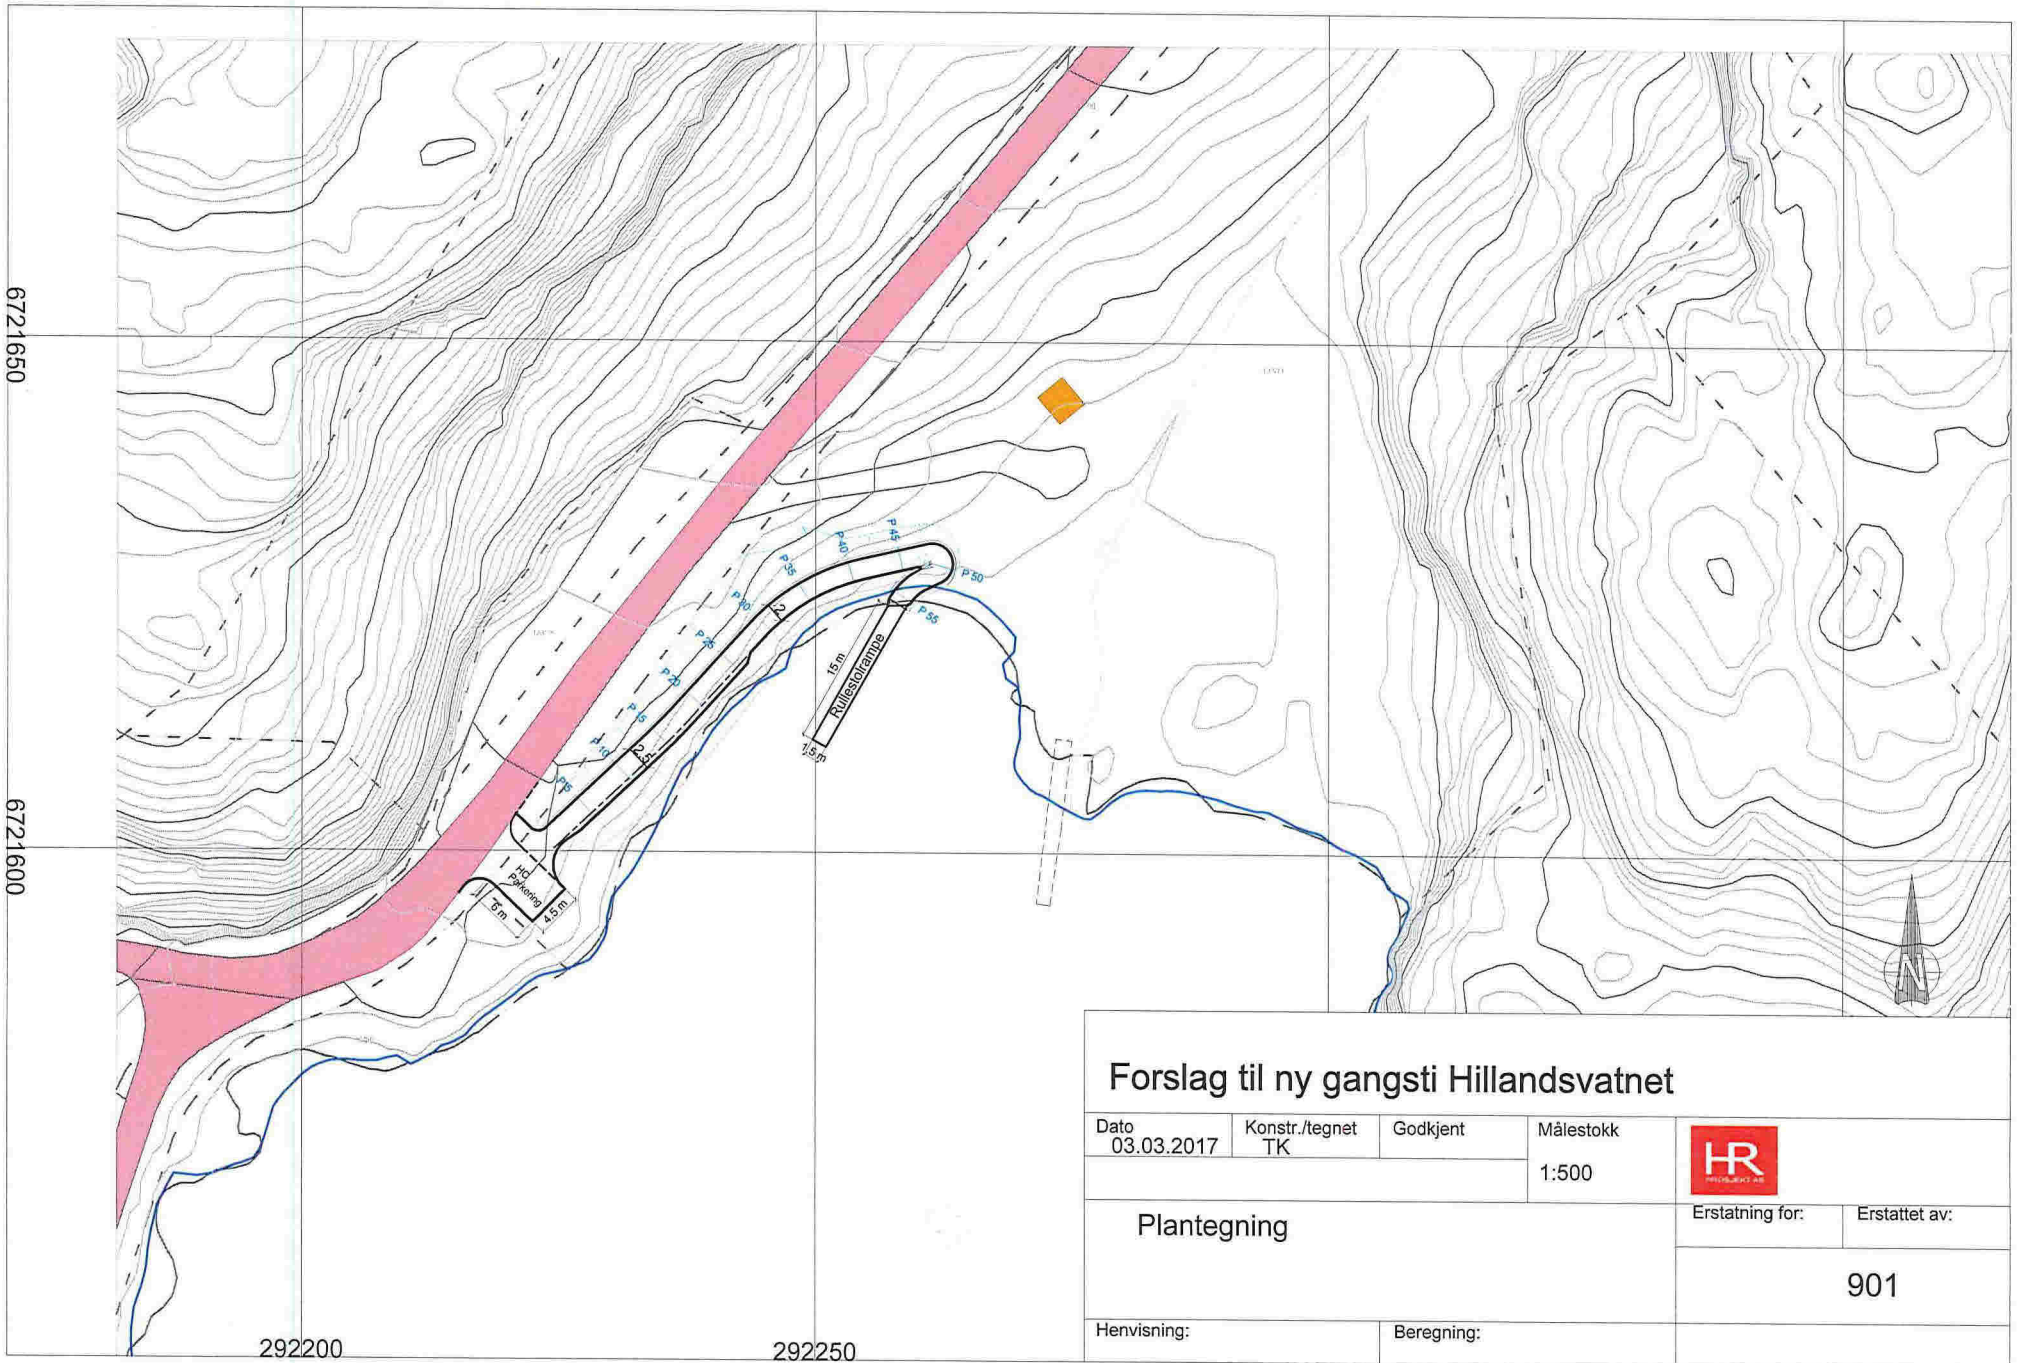 6721650
6721600
292200
292250
P 45
P 40
P 35
P 50
P 30
2
P 55
P 25
P 20
15 m
Rullestolrampe
P 15
1,5 m
P 10
2,5
P 5
HC
Parkering
6 m
4,5 m
N
Forslag til ny gangsti Hillandsvatnet
Dato
03.03.2017
Konstr./tegnet
TK
Godkjent
Målestokk
1:500
HR
PROSJEKT AS
Plantegning
Erstatning for:
Erstattet av:
901
Henvisning:
Beregning: